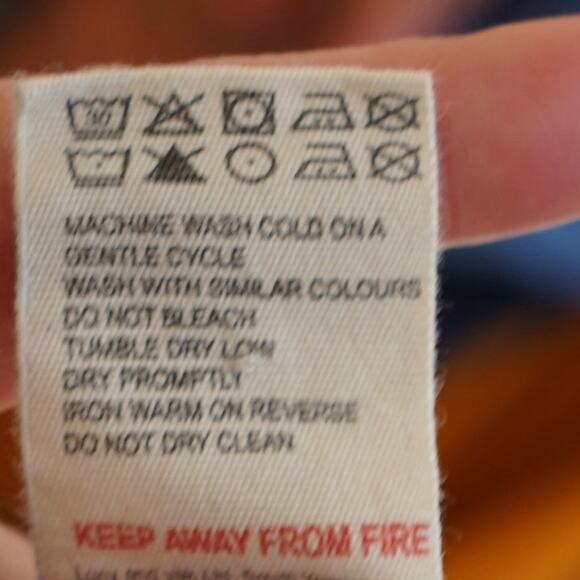 30
MACHINE WASH COLD ON A
GENTLE CYCLE
WASH WITH SIMILAR COLOURS
DO NOT BLEACH
TUMBLE DRY LOW
DRY PROMPTLY
IRON WARM ON REVERSE
DO NOT DRY CLEAN
KEEP AWAY FROM FIRE